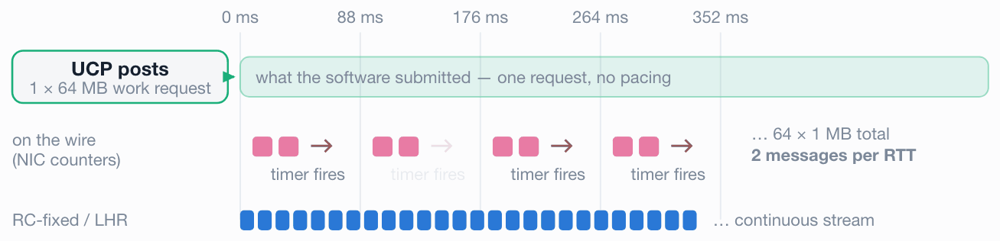 0 ms 88 ms 176 ms 264 ms 352 ms
UCP posts
1 × 64 MB work request
what the software submitted — one request, no pacing
on the wire
(NIC counters)
→ → → →
timer fires timer fires timer fires timer fires
… 64 × 1 MB total
2 messages per RTT
RC-fixed / LHR
… continuous stream